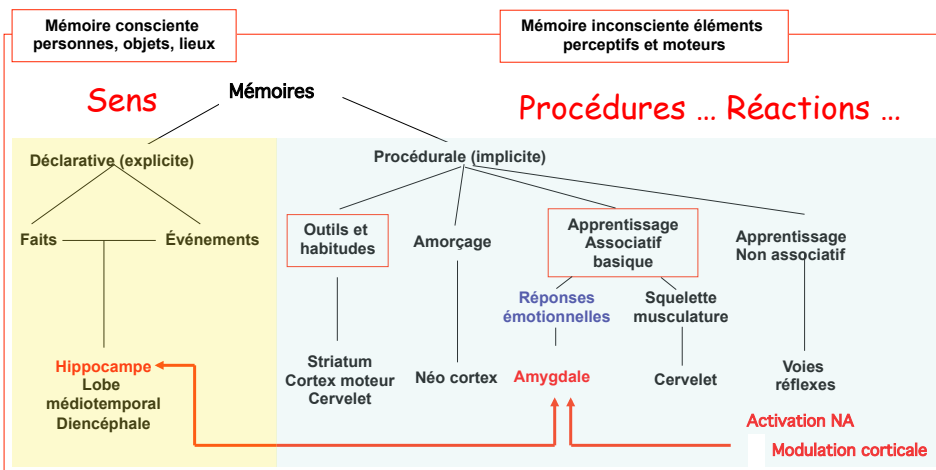 Mémoire consciente
personnes, objets, lieux
Mémoire inconsciente éléments
perceptifs et moteurs
Sens
Mémoires
Procédures ... Réactions ...
Déclarative (explicite)
Procédurale (implicite)
Faits
Événements
Outils et
habitudes
Amorçage
Apprentissage
Associatif
basique
Apprentissage
Non associatif
Réponses
émotionnelles
Squelette
musculature
Hippocampe
Lobe
médiotemporal
Diencéphale
Striatum
Cortex moteur
Cervelet
Néo cortex
Amygdale
Cervelet
Voies
réflexes
Activation NA
Modulation corticale